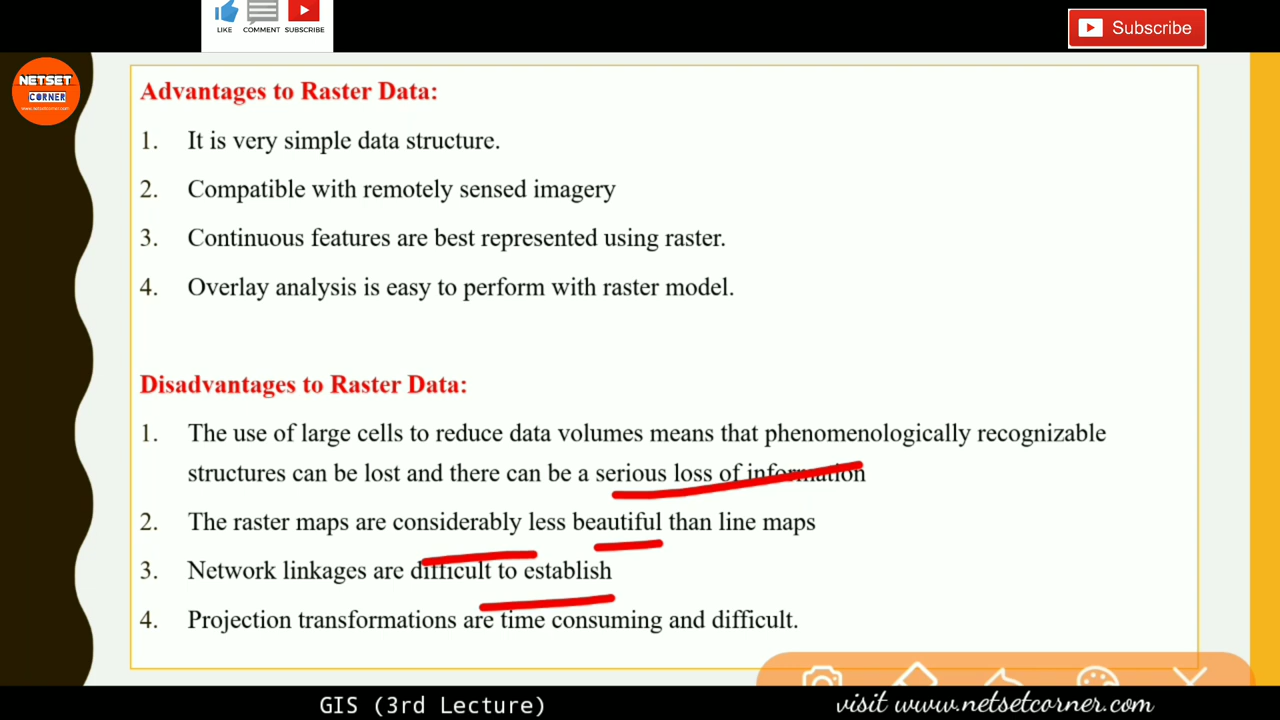 LIKE COMMENT SUBSCRIBE
Subscribe
NETSET
CORNER
www.netsetcorner.com
Advantages to Raster Data:
1. It is very simple data structure.
2. Compatible with remotely sensed imagery
3. Continuous features are best represented using raster.
4. Overlay analysis is easy to perform with raster model.
Disadvantages to Raster Data:
1. The use of large cells to reduce data volumes means that phenomenologically recognizable
structures can be lost and there can be a serious loss of information
2. The raster maps are considerably less beautiful than line maps
3. Network linkages are difficult to establish
4. Projection transformations are time consuming and difficult.
GIS (3rd Lecture)
visit www.netsetcorner.com